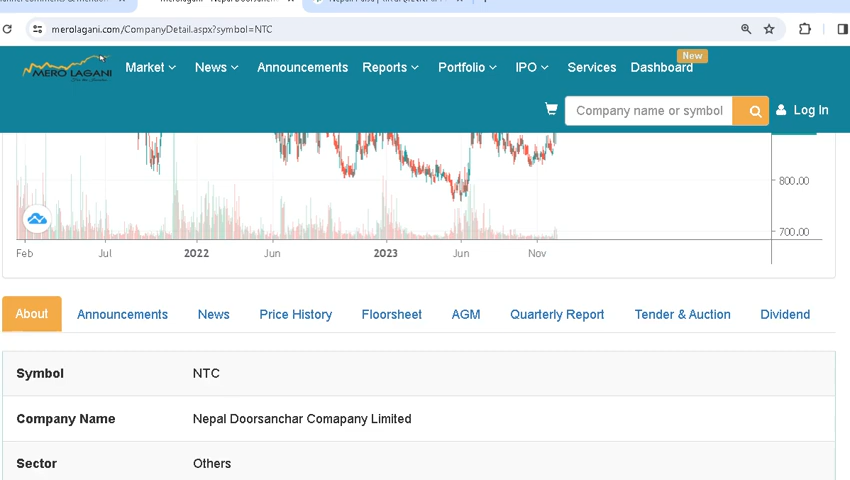 merolagani.com/CompanyDetail.aspx?symbol=NTC
New
MERO LAGANI Market News Announcements Reports Portfolio IPO Services Dashboard
Company name or symbol Log In
800.00
700.00
Feb Jul 2022 Jun 2023 Jun Nov
About Announcements News Price History Floorsheet AGM Quarterly Report Tender & Auction Dividend
Symbol NTC
Company Name Nepal Doorsanchar Comapany Limited
Sector Others